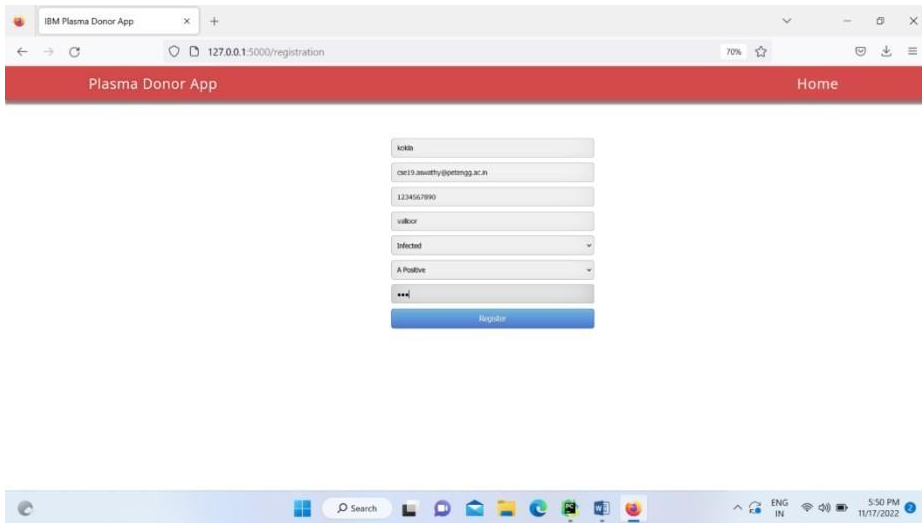 IBM Plasma Donor App
127.0.0.1:5000/registration
70%
Plasma Donor App Home
kokila
cse19.aswathy@petengg.ac.in
1234567890
valloor
Infected
A Positive
Register
Search
ENG
IN
5:50 PM
11/17/2022
2